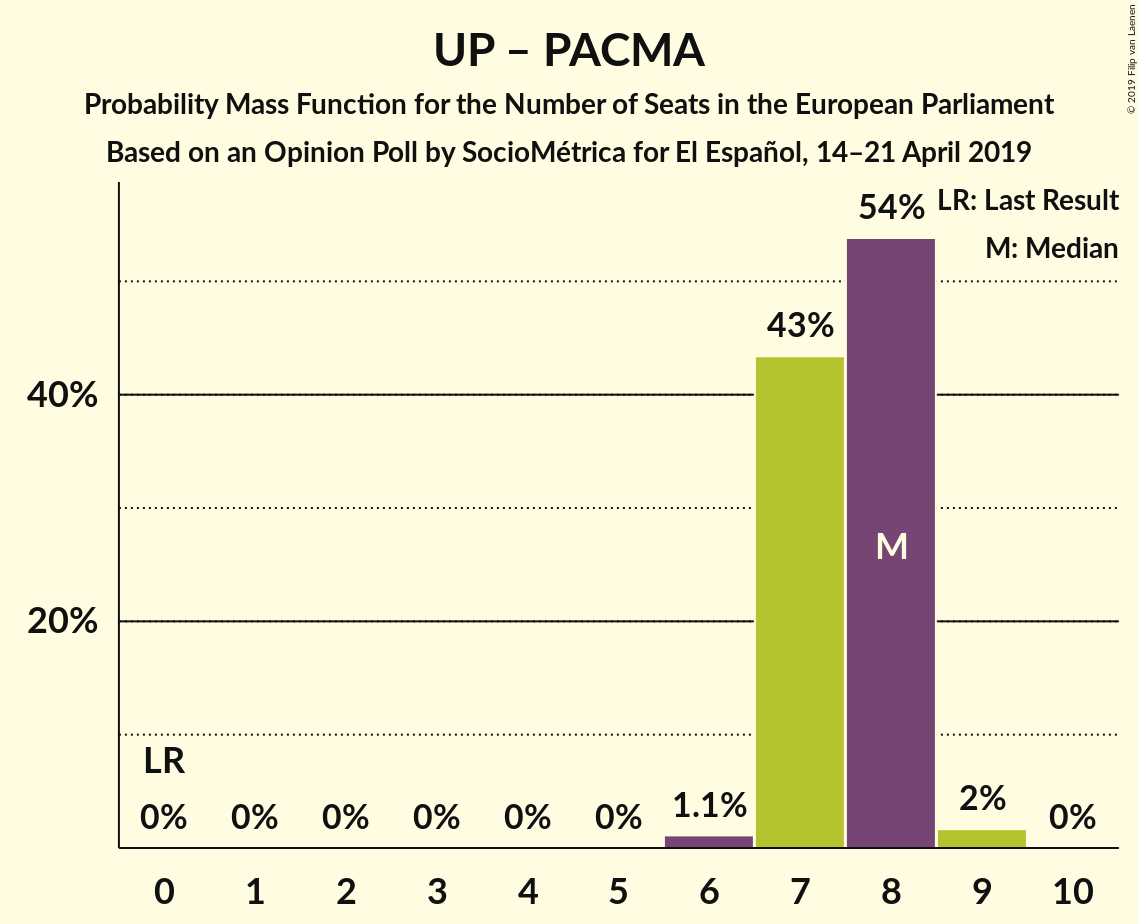 UP – PACMA
Probability Mass Function for the Number of Seats in the European Parliament
Based on an Opinion Poll by SocioMétrica for El Español, 14–21 April 2019
© 2019 Filip van Laenen
LR: Last Result
M: Median
54%
43%
40%
M
20%
LR
0% 0% 0% 0% 0% 0% 1.1% 2% 0%
0 1 2 3 4 5 6 7 8 9 10